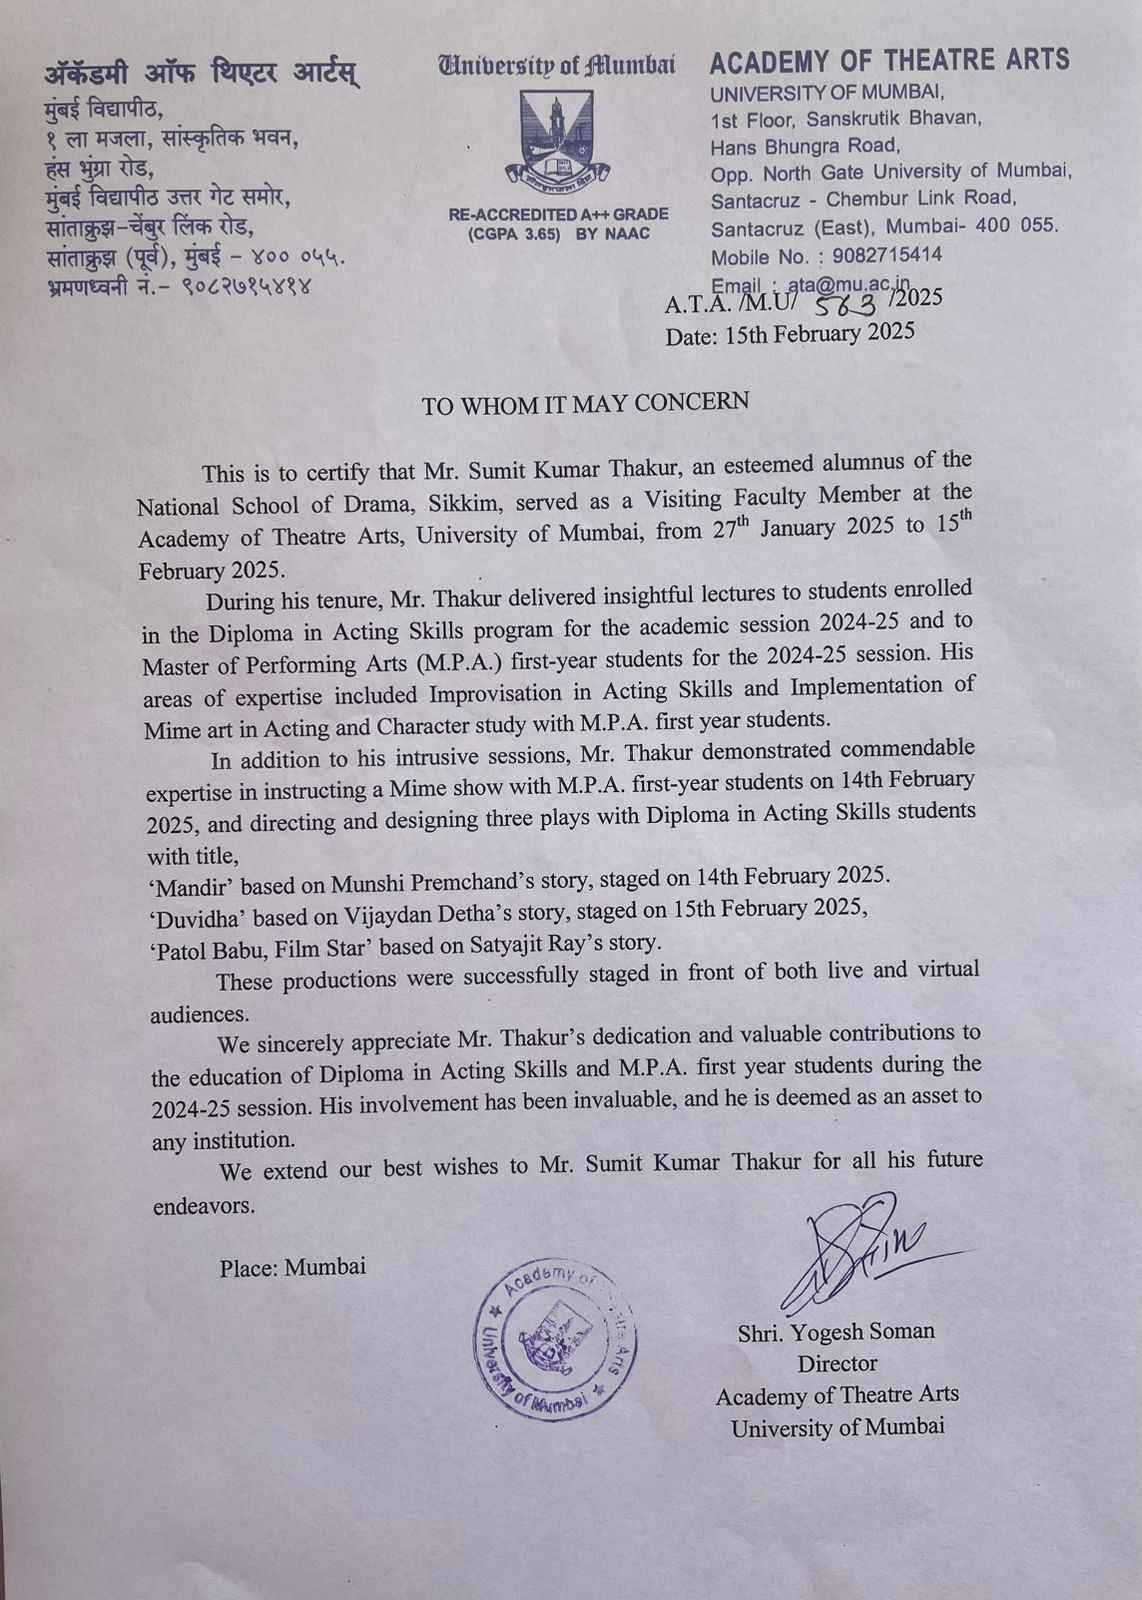 ॲकॅडमी ऑफ थिएटर आर्टस्
मुंबई विद्यापीठ,
१ ला मजला, सांस्कृतिक भवन,
हंस भुंग्रा रोड,
मुंबई विद्यापीठ उत्तर गेट समोर,
सांताक्रुझ-चेंबुर लिंक रोड,
सांताक्रुझ (पूर्व), मुंबई - ४०० ०५५.
भ्रमणध्वनी नं.- ९०८२७१५४१४
University of Mumbai
RE-ACCREDITED A++ GRADE
(CGPA 3.65) BY NAAC
ACADEMY OF THEATRE ARTS
UNIVERSITY OF MUMBAI,
1st Floor, Sanskrutik Bhavan,
Hans Bhungra Road,
Opp. North Gate University of Mumbai,
Santacruz - Chembur Link Road,
Santacruz (East), Mumbai- 400 055.
Mobile No. : 9082715414
Email : ata@mu.ac.in
A.T.A. /M.U/ 563 /2025
Date: 15th February 2025
TO WHOM IT MAY CONCERN
This is to certify that Mr. Sumit Kumar Thakur, an esteemed alumnus of the
National School of Drama, Sikkim, served as a Visiting Faculty Member at the
Academy of Theatre Arts, University of Mumbai, from 27th January 2025 to 15th
February 2025.
During his tenure, Mr. Thakur delivered insightful lectures to students enrolled
in the Diploma in Acting Skills program for the academic session 2024-25 and to
Master of Performing Arts (M.P.A.) first-year students for the 2024-25 session. His
areas of expertise included Improvisation in Acting Skills and Implementation of
Mime art in Acting and Character study with M.P.A. first year students.
In addition to his intrusive sessions, Mr. Thakur demonstrated commendable
expertise in instructing a Mime show with M.P.A. first-year students on 14th February
2025, and directing and designing three plays with Diploma in Acting Skills students
with title,
‘Mandir’ based on Munshi Premchand’s story, staged on 14th February 2025.
‘Duvidha’ based on Vijaydan Detha’s story, staged on 15th February 2025,
‘Patol Babu, Film Star’ based on Satyajit Ray’s story.
These productions were successfully staged in front of both live and virtual
audiences.
We sincerely appreciate Mr. Thakur’s dedication and valuable contributions to
the education of Diploma in Acting Skills and M.P.A. first year students during the
2024-25 session. His involvement has been invaluable, and he is deemed as an asset to
any institution.
We extend our best wishes to Mr. Sumit Kumar Thakur for all his future
endeavors.
Place: Mumbai
Academy of Theatre Arts
University of Mumbai
Shri. Yogesh Soman
Director
Academy of Theatre Arts
University of Mumbai